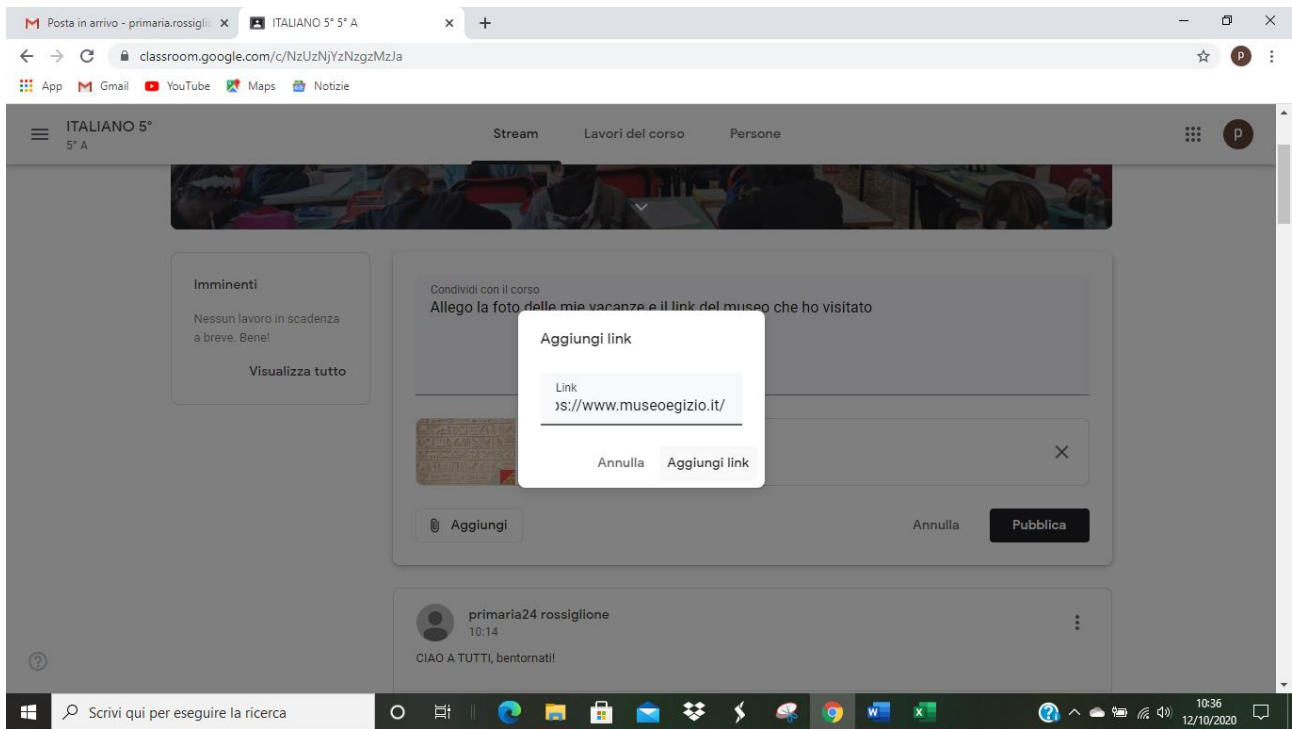 Posta in arrivo - primaria.rossiglic
ITALIANO 5° 5° A
classroom.google.com/c/NzUzNjYzNzgzMzJa
P
App Gmail YouTube Maps Notizie
ITALIANO 5°
5° A
Stream Lavori del corso Persone
P
Imminenti
Nessun lavoro in scadenza
a breve. Bene!
Visualizza tutto
Condividi con il corso
Allego la foto delle mie vacanze e il link del museo che ho visitato
Aggiungi link
Link
ps://www.museoegizio.it/
Annulla Aggiungi link
Aggiungi
Annulla Pubblica
primaria24 rossiglione
10:14
CIAO A TUTTI, bentornati!
Scrivi qui per eseguire la ricerca
10:36
12/10/2020